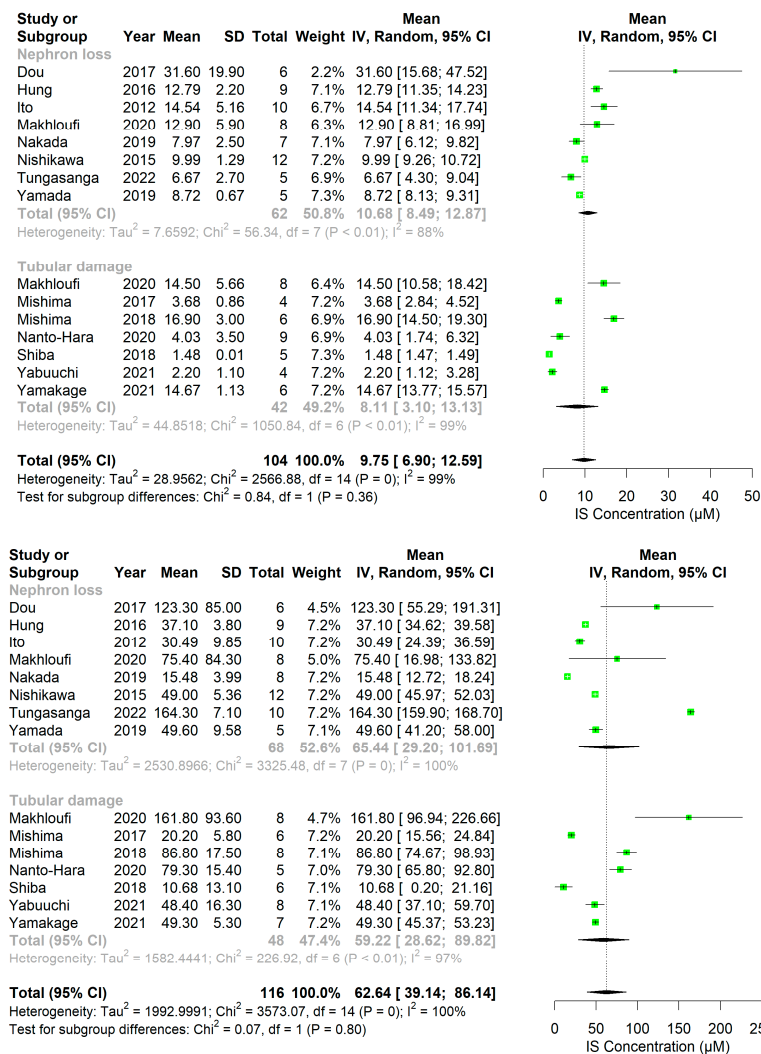 Study or Mean Mean
Subgroup Year Mean SD Total Weight IV, Random, 95% CI IV, Random, 95% CI
Nephron loss
Dou 2017 31.60 19.90 6 2.2% 31.60 [15.68; 47.52]
Hung 2016 12.79 2.20 9 7.1% 12.79 [11.35; 14.23]
Ito 2012 14.54 5.16 10 6.7% 14.54 [11.34; 17.74]
Makhloufi 2020 12.90 5.90 8 6.3% 12.90 [ 8.81; 16.99]
Nakada 2019 7.97 2.50 7 7.1% 7.97 [ 6.12; 9.82]
Nishikawa 2015 9.99 1.29 12 7.2% 9.99 [ 9.26; 10.72]
Tungasanga 2022 6.67 2.70 5 6.9% 6.67 [ 4.30; 9.04]
Yamada 2019 8.72 0.67 5 7.2% 8.72 [ 8.13; 9.31]
Total (95% CI) 62 50.8% 10.68 [ 8.49; 12.87]
Heterogeneity: Tau² = 7.6592; Chi² = 56.34, df = 7 (P < 0.01); I² = 88%
Tubular damage
Makhloufi 2020 14.50 5.66 8 6.4% 14.50 [10.58; 18.42]
Mishima 2017 3.68 0.86 4 7.2% 3.68 [ 2.84; 4.52]
Mishima 2018 16.90 3.00 6 6.9% 16.90 [14.50; 19.30]
Nanto-Hara 2020 4.03 3.50 9 6.9% 4.03 [ 1.74; 6.32]
Shiba 2018 1.48 0.01 5 7.3% 1.48 [ 1.47; 1.49]
Yabuuchi 2021 2.20 1.10 4 7.2% 2.20 [ 1.12; 3.28]
Yamakage 2021 14.67 1.13 6 7.2% 14.67 [13.77; 15.57]
Total (95% CI) 42 49.2% 8.11 [ 3.10; 13.13]
Heterogeneity: Tau² = 44.8518; Chi² = 1050.84, df = 6 (P < 0.01); I² = 99%
Total (95% CI) 104 100.0% 9.75 [ 6.90; 12.59]
Heterogeneity: Tau² = 28.9562; Chi² = 2566.88, df = 14 (P = 0); I² = 99%
Test for subgroup differences: Chi² = 0.84, df = 1 (P = 0.36)
0 10 20 30 40 50
IS Concentration (µM)
Study or Mean Mean
Subgroup Year Mean SD Total Weight IV, Random, 95% CI IV, Random, 95% CI
Nephron loss
Dou 2017 123.30 85.00 6 4.5% 123.30 [ 55.29; 191.31]
Hung 2016 37.10 3.80 9 7.2% 37.10 [ 34.62; 39.58]
Ito 2012 30.49 9.85 10 7.2% 30.49 [ 24.39; 36.59]
Makhloufi 2020 75.40 84.30 8 5.0% 75.40 [ 16.98; 133.82]
Nakada 2019 15.48 3.99 8 7.2% 15.48 [ 12.72; 18.24]
Nishikawa 2015 49.00 5.36 12 7.2% 49.00 [ 45.97; 52.03]
Tungasanga 2022 164.30 7.10 10 7.2% 164.30 [159.90; 168.70]
Yamada 2019 49.60 9.58 5 7.1% 49.60 [ 41.20; 58.00]
Total (95% CI) 68 52.6% 65.44 [ 29.20; 101.69]
Heterogeneity: Tau² = 2530.8966; Chi² = 3325.48, df = 7 (P = 0); I² = 100%
Tubular damage
Makhloufi 2020 161.80 93.60 8 4.7% 161.80 [ 96.94; 226.66]
Mishima 2017 20.20 5.80 6 7.2% 20.20 [ 15.56; 24.84]
Mishima 2018 86.80 17.50 8 7.1% 86.80 [ 74.67; 98.93]
Nanto-Hara 2020 79.30 15.40 5 7.0% 79.30 [ 65.80; 92.80]
Shiba 2018 10.68 13.10 6 7.1% 10.68 [ 0.20; 21.16]
Yabuuchi 2021 48.40 16.30 8 7.1% 48.40 [ 37.10; 59.70]
Yamakage 2021 49.30 5.30 7 7.2% 49.30 [ 45.37; 53.23]
Total (95% CI) 48 47.4% 59.22 [ 28.62; 89.82]
Heterogeneity: Tau² = 1582.4441; Chi² = 226.92, df = 6 (P < 0.01); I² = 97%
Total (95% CI) 116 100.0% 62.64 [ 39.14; 86.14]
Heterogeneity: Tau² = 1992.9991; Chi² = 3573.07, df = 14 (P = 0); I² = 100%
Test for subgroup differences: Chi² = 0.07, df = 1 (P = 0.80)
0 50 100 150 200 25
IS Concentration (µM)